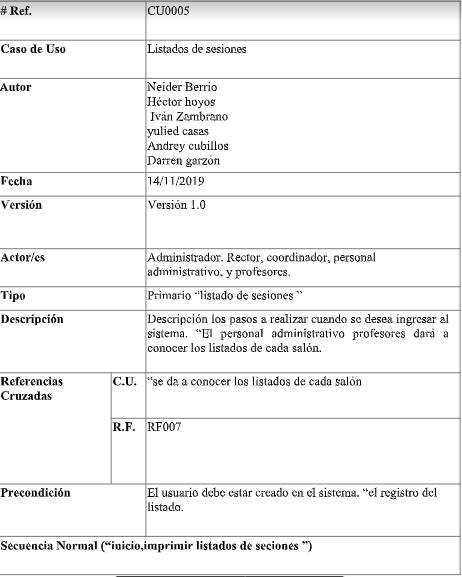 # Ref. CU0005
Caso de Uso Listados de sesiones
Autor Neider Berrio
Héctor hoyos
Iván Zambrano
yulied casas
Andrey cubillos
Darren garzón
Fecha 14/11/2019
Versión Versión 1.0
Actor/es Administrador. Rector, coordinador, personal
administrativo, y profesores.
Tipo Primario “listado de sesiones ”
Descripción Descripción los pasos a realizar cuando se desea ingresar al
sistema. “El personal administrativo profesores dará a
conocer los listados de cada salón.
Referencias C.U. “se da a conocer los listados de cada salón
Cruzadas
R.F. RF007
Precondición El usuario debe estar creado en el sistema. “el registro del
listado.
Secuencia Normal (“inicio,imprimir listados de seciones ”)